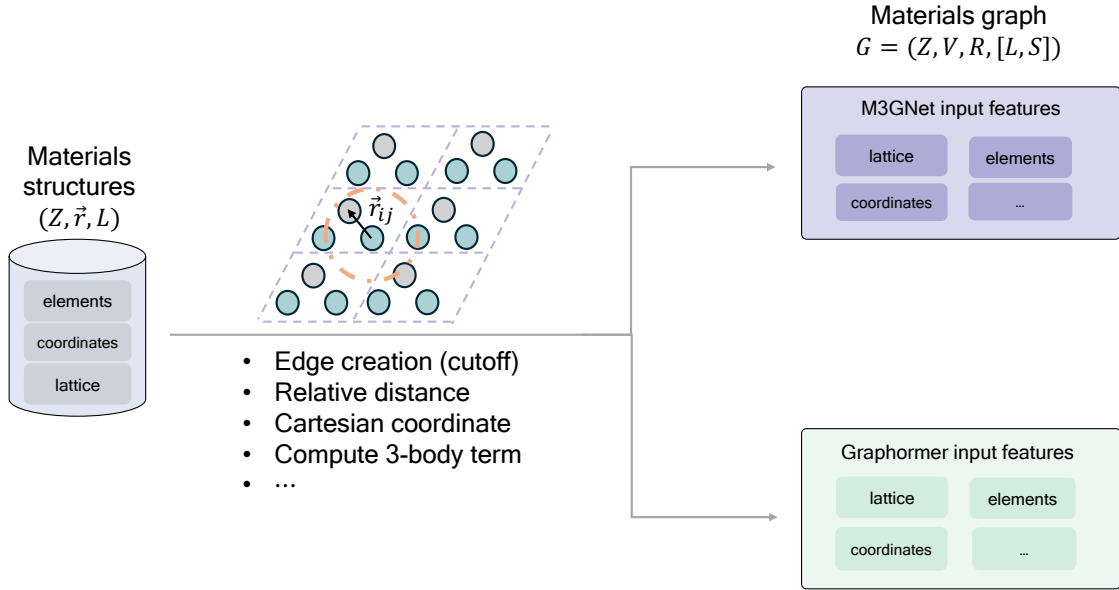 Materials
structures
(Z, r⃗, L)
elements
coordinates
lattice
r⃗ij
• Edge creation (cutoff)
• Relative distance
• Cartesian coordinate
• Compute 3-body term
• ...
Materials graph
G = (Z, V, R, [L, S])
M3GNet input features
lattice
elements
coordinates
...
Graphormer input features
lattice
elements
coordinates
...